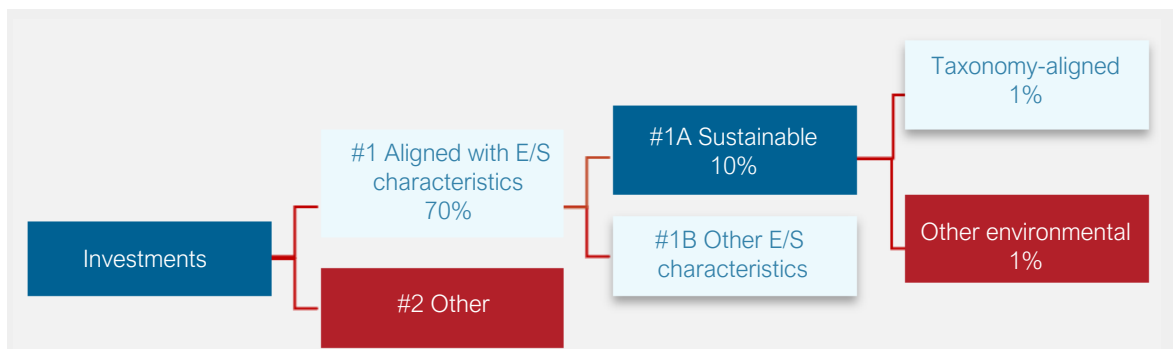 Investments
#1 Aligned with E/S
characteristics
70%
#2 Other
#1A Sustainable
10%
#1B Other E/S
characteristics
Taxonomy-aligned
1%
Other environmental
1%